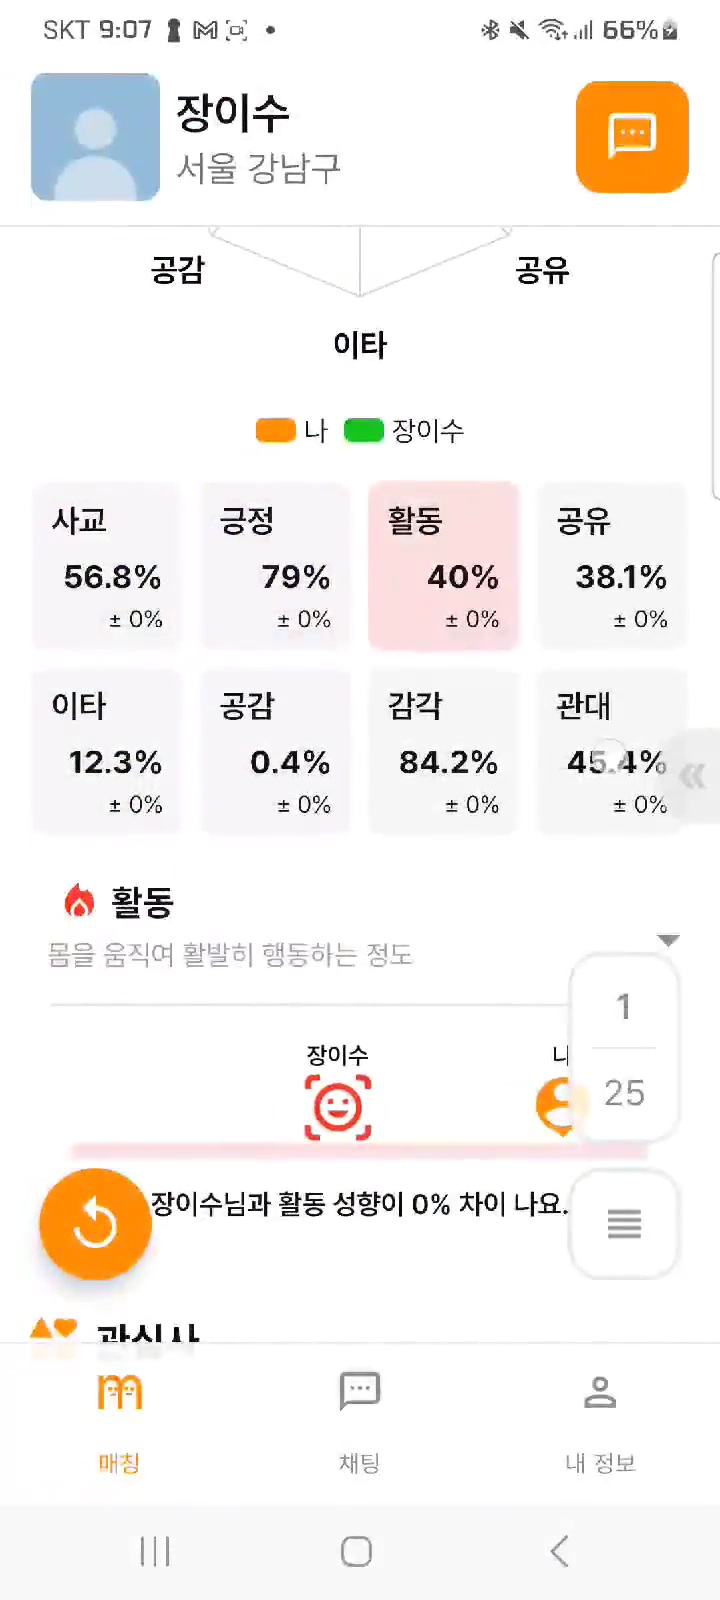 SKT 9:07 66%
장이수
서울 강남구
공감 공유
이타
나 장이수
사교 긍정 활동 공유
56.8% 79% 40% 38.1%
± 0% ± 0% ± 0% ± 0%
이타 공감 감각 관대
12.3% 0.4% 84.2% 45.4%
± 0% ± 0% ± 0% ± 0%
활동
몸을 움직여 활발히 행동하는 정도
1
장이수 나
25
장이수님과 활동 성향이 0% 차이 나요.
관심사
매칭 채팅 내 정보